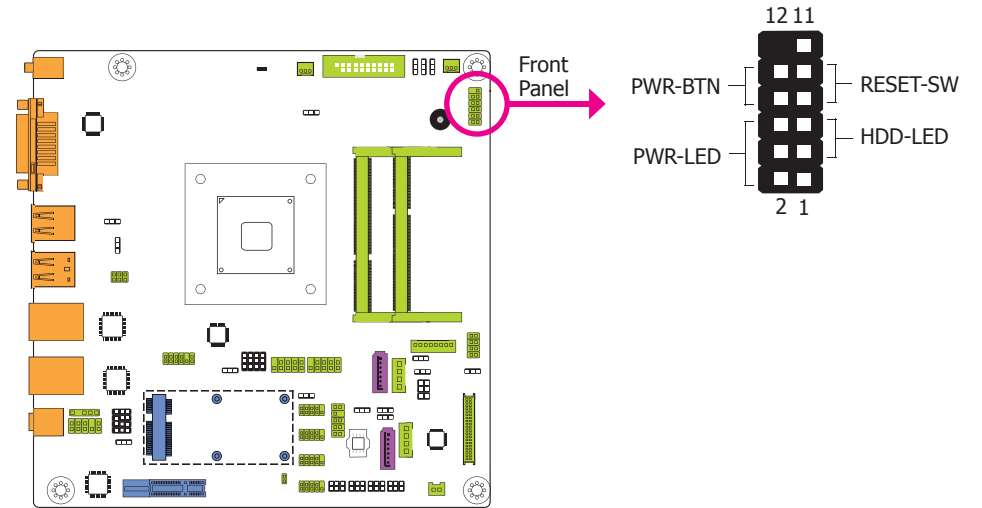 12 11
Front
Panel
PWR-BTN
RESET-SW
HDD-LED
PWR-LED
2 1